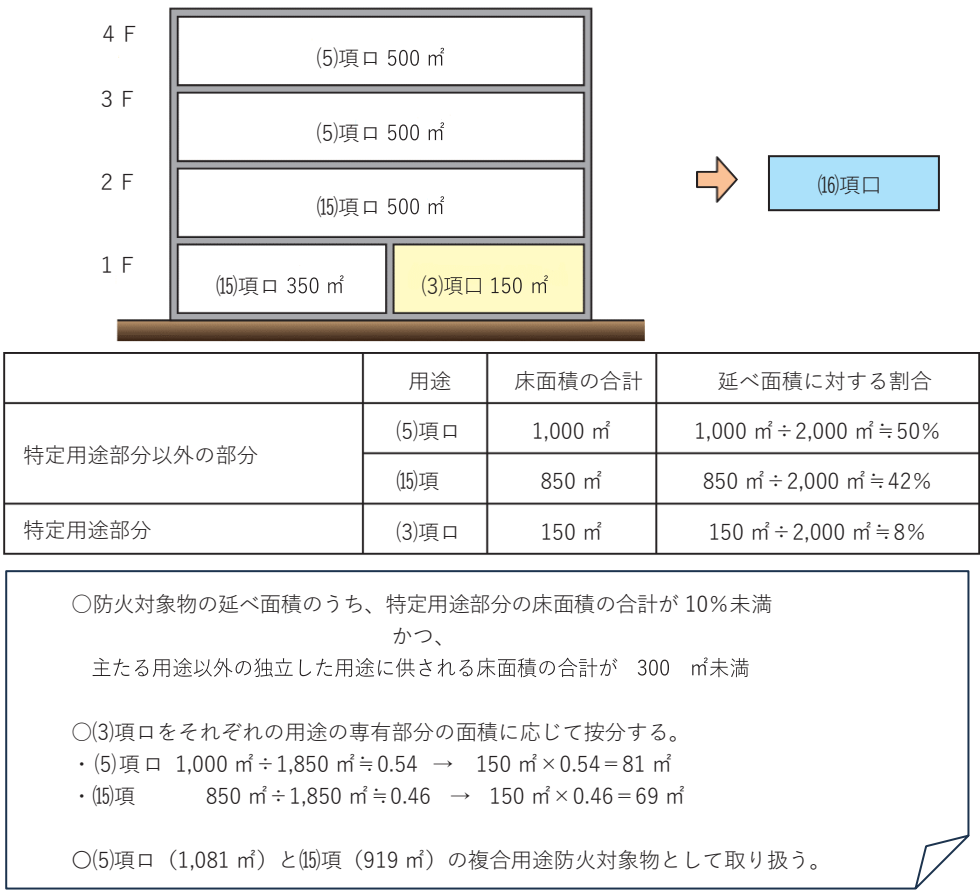 4 F
⑸項ロ 500 ㎡
3 F
⑸項ロ 500 ㎡
2 F
⒂項ロ 500 ㎡
1 F
⒂項ロ 350 ㎡
⑶項ロ 150 ㎡
⒃項ロ
用途 床面積の合計 延べ面積に対する割合
特定用途部分以外の部分
⑸項ロ 1,000 ㎡ 1,000 ㎡÷2,000 ㎡≒50%
⒂項 850 ㎡ 850 ㎡÷2,000 ㎡≒42%
特定用途部分 ⑶項ロ 150 ㎡ 150 ㎡÷2,000 ㎡≒8%
○防火対象物の延べ面積のうち、特定用途部分の床面積の合計が 10%未満
かつ、
主たる用途以外の独立した用途に供される床面積の合計が 300 ㎡未満
○⑶項ロをそれぞれの用途の専有部分の面積に応じて按分する。
・⑸項ロ 1,000 ㎡÷1,850 ㎡≒0.54 → 150 ㎡×0.54=81 ㎡
・⒂項 850 ㎡÷1,850 ㎡≒0.46 → 150 ㎡×0.46=69 ㎡
○⑸項ロ（1,081 ㎡）と⒂項（919 ㎡）の複合用途防火対象物として取り扱う。